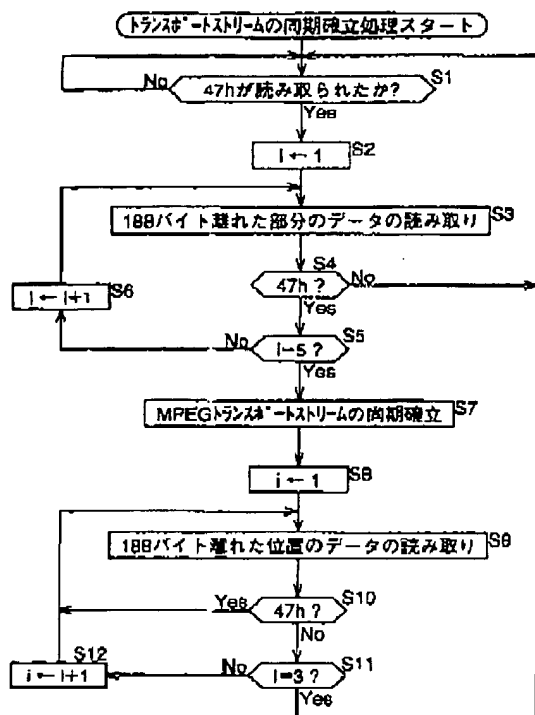 トランスポートストリームの同期確立処理スタート
No
47hが読み取られたか?
S1
Yes
i←1
S2
188バイト離れた部分のデータの読み取り
S3
S4
47h ?
No
i←i+1
S6
Yes
No
i=5 ?
S5
Yes
MPEGトランスポートストリームの同期確立
S7
i←1
S8
188バイト離れた位置のデータの読み取り
S9
Yes
47h ?
S10
No
S12
i←i+1
No
i=3 ?
S11
Yes